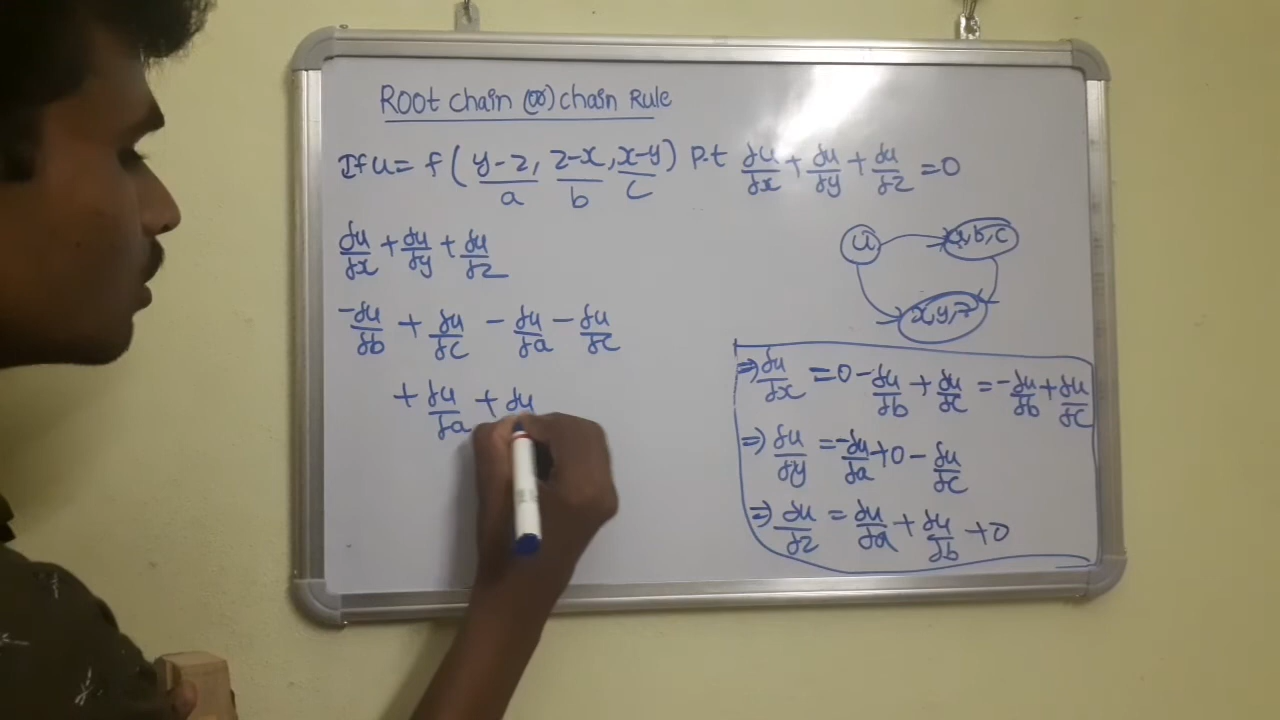 ROOt chain (or) chain Rule
If u = f(y-z, z-x, x-y) P.t ∂u/∂x + ∂u/∂y + ∂u/∂z = 0
a b c
∂u/∂x + ∂u/∂y + ∂u/∂z
-∂u/∂b + ∂u/∂c - ∂u/∂a - ∂u/∂c
+ ∂u/∂a + ∂u
u
a,b,c
x,y,z
⇒ ∂u/∂x = 0 - ∂u/∂b + ∂u/∂c = -∂u/∂b + ∂u/∂c
⇒ ∂u/∂y = -∂u/∂a + 0 - ∂u/∂c
⇒ ∂u/∂z = ∂u/∂a + ∂u/∂b + 0